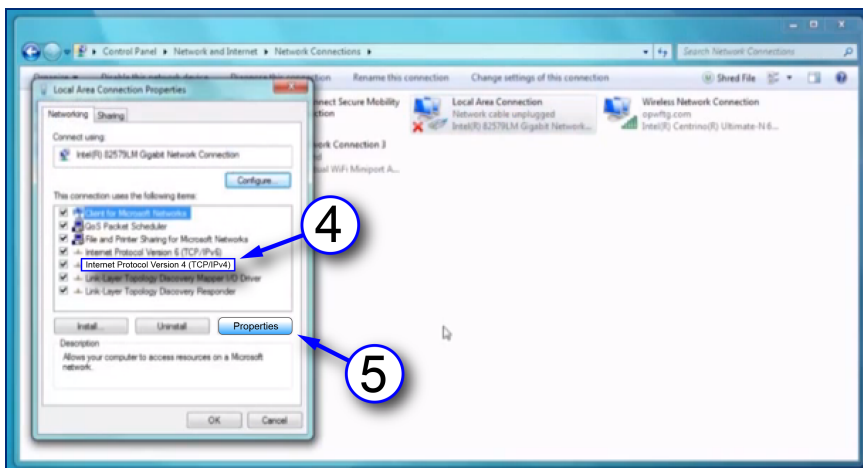 Control Panel ▸ Network and Internet ▸ Network Connections ▸
Search Network Connections
Organize Disable this network device Diagnose this connection Rename this connection Change settings of this connection Shred File
Local Area Connection Properties
Networking Sharing
Connect using:
Intel(R) 82579LM Gigabit Network Connection
Configure...
This connection uses the following items:
Client for Microsoft Networks
QoS Packet Scheduler
File and Printer Sharing for Microsoft Networks
Internet Protocol Version 6 (TCP/IPv6)
Internet Protocol Version 4 (TCP/IPv4)
Link-Layer Topology Discovery Mapper I/O Driver
Link-Layer Topology Discovery Responder
Install... Uninstall Properties
Description
Allows your computer to access resources on a Microsoft
network.
OK Cancel
4
5
Secure Mobility
Connection 3
WiFi Miniport A...
Local Area Connection
Network cable unplugged
Intel(R) 82579LM Gigabit Network...
Wireless Network Connection
opwftg.com
Intel(R) Centrino(R) Ultimate-N 6...